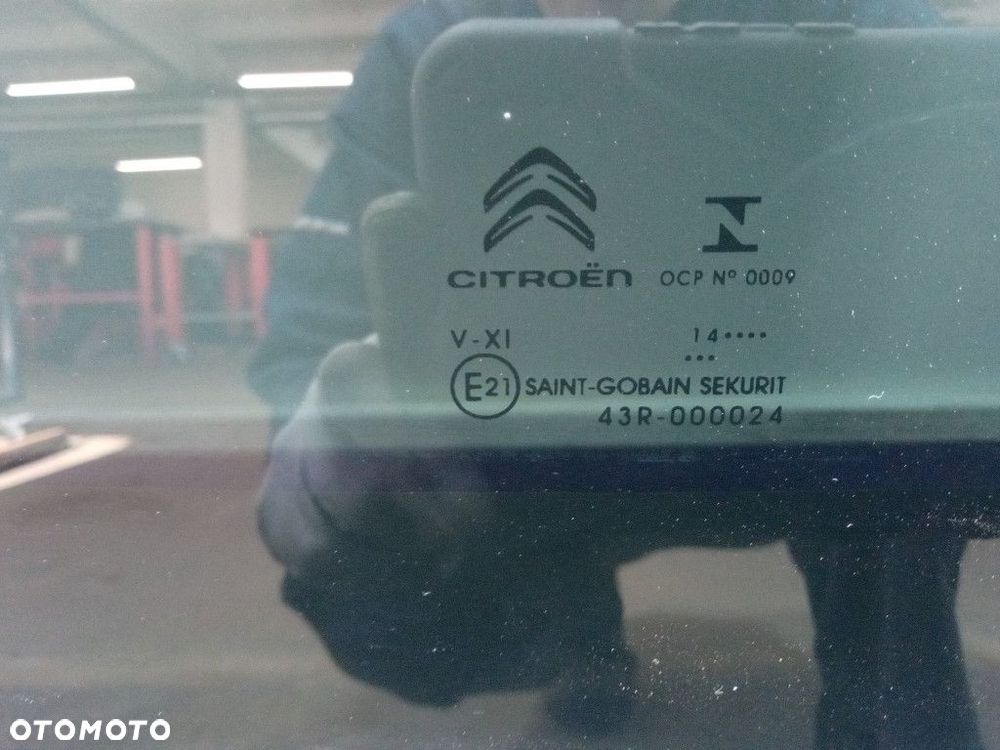 CITROËN
OCP Nº 0009
V-XI
14••••
•••
E21 SAINT-GOBAIN SEKURIT
43R-000024
OTOMOTO